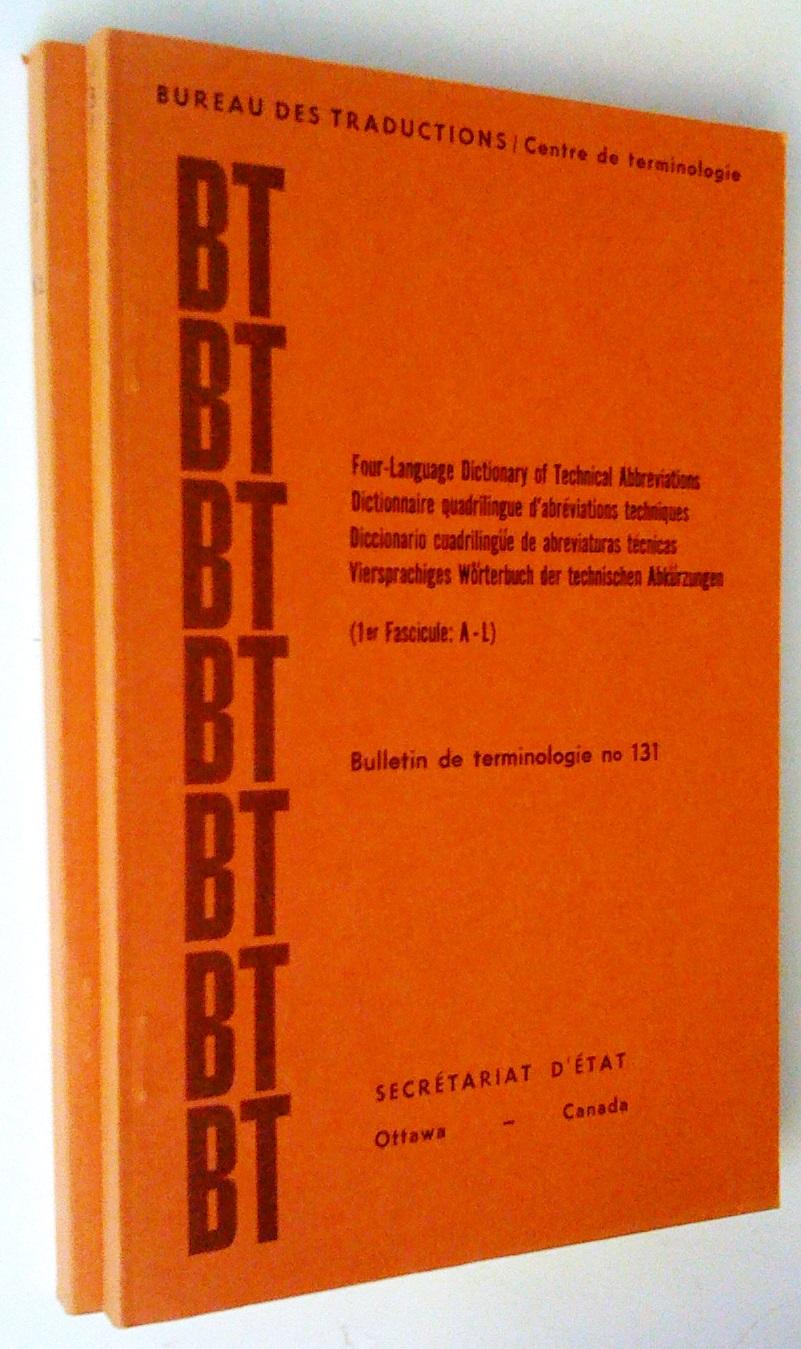 BUREAU DES TRADUCTIONS / Centre de terminologie
BT
BT
BT
BT
BT
BT
BT
Four-Language Dictionary of Technical Abbreviations
Dictionnaire quadrilingue d'abréviations techniques
Diccionario cuadrilingüe de abreviaturas técnicas
Viersprachiges Wörterbuch der technischen Abkürzungen
(1er Fascicule: A-L)
Bulletin de terminologie no 131
SECRÉTARIAT D'ÉTAT
Ottawa – Canada